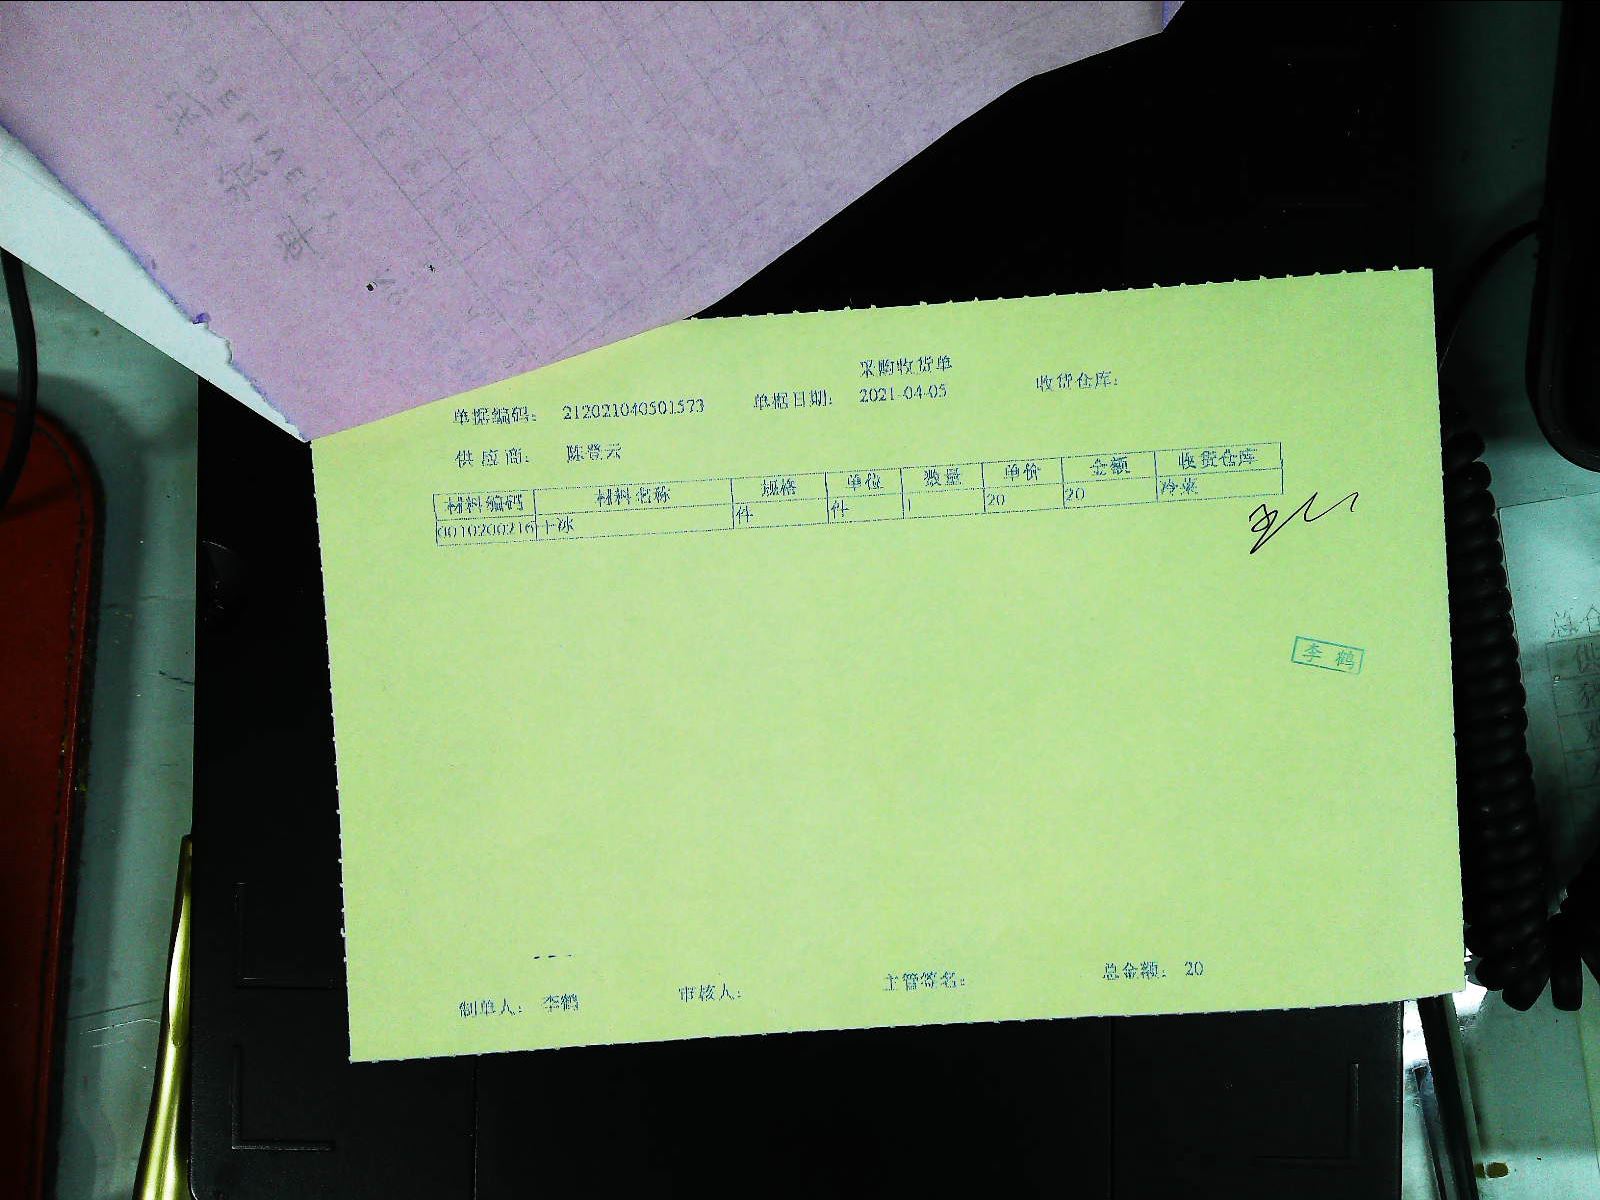 采购收货单
单据编码： 212021040501573 单据日期： 2021-04-05 收货仓库：
供应商： 陈登云
材料编码 材料名称 规格 单位 数量 单价 金额 收货仓库
0010200216 干冰 件 件 1 20 20 冷菜
李鹤
制单人： 李鹤 审核人： 主管签名： 总金额： 20